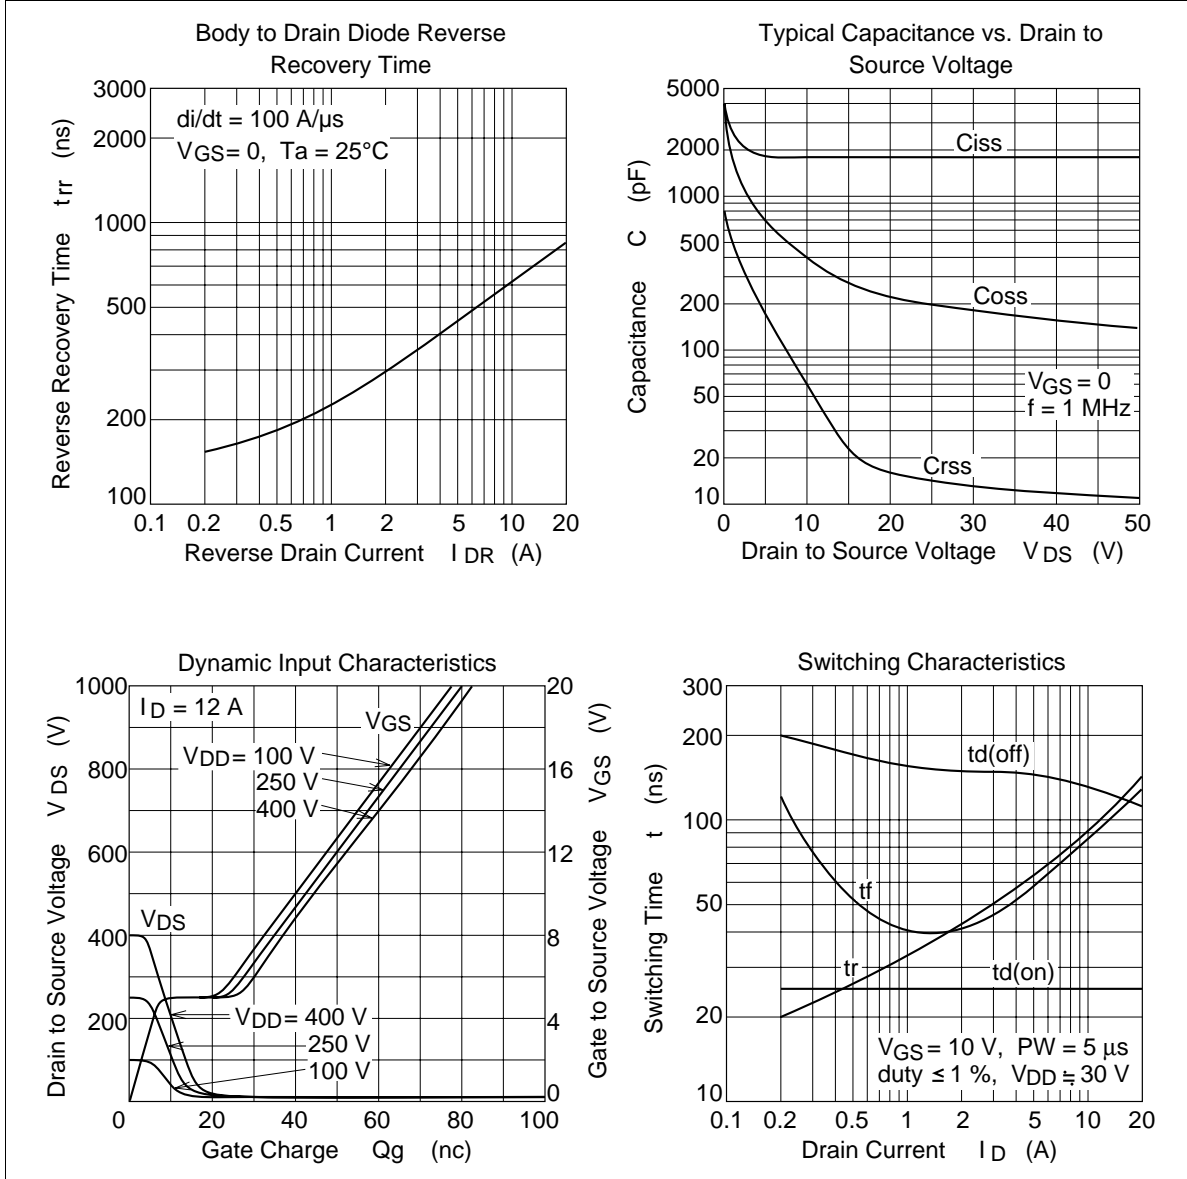 Body to Drain Diode Reverse
Recovery Time
3000
2000
1000
500
200
100
Reverse Recovery Time trr (ns)
di/dt = 100 A/µs
VGS = 0, Ta = 25°C
0.1 0.2 0.5 1 2 5 10 20
Reverse Drain Current I DR (A)
Typical Capacitance vs. Drain to
Source Voltage
5000
2000
1000
500
200
100
50
20
10
Capacitance C (pF)
Ciss
Coss
VGS = 0
f = 1 MHz
Crss
0 10 20 30 40 50
Drain to Source Voltage V DS (V)
Dynamic Input Characteristics
1000
800
600
400
200
0
Drain to Source Voltage V DS (V)
I D = 12 A
VGS
VDD = 100 V
250 V
400 V
VDS
VDD = 400 V
250 V
100 V
20
16
12
8
4
0
Gate to Source Voltage VGS (V)
20 40 60 80 100
Gate Charge Qg (nc)
Switching Characteristics
300
200
100
50
20
10
Switching Time t (ns)
td(off)
tf
tr
td(on)
VGS = 10 V, PW = 5 µs
duty ≤ 1 %, VDD ≒ 30 V
0.1 0.2 0.5 1 2 5 10 20
Drain Current I D (A)